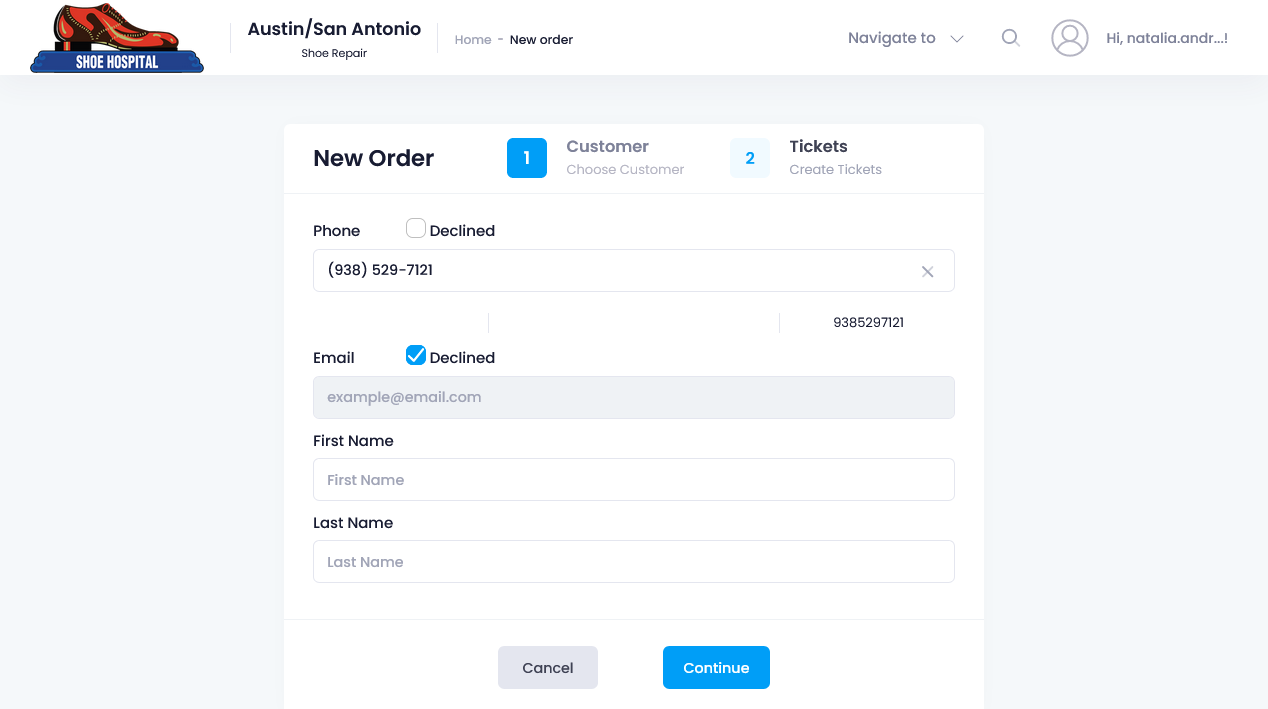 SHOE HOSPITAL
Austin/San Antonio
Shoe Repair
Home - New order
Navigate to
Hi, natalia.andr...!
New Order
1
Customer
Choose Customer
2
Tickets
Create Tickets
Phone
Declined
(938) 529-7121
9385297121
Email
Declined
example@email.com
First Name
First Name
Last Name
Last Name
Cancel
Continue